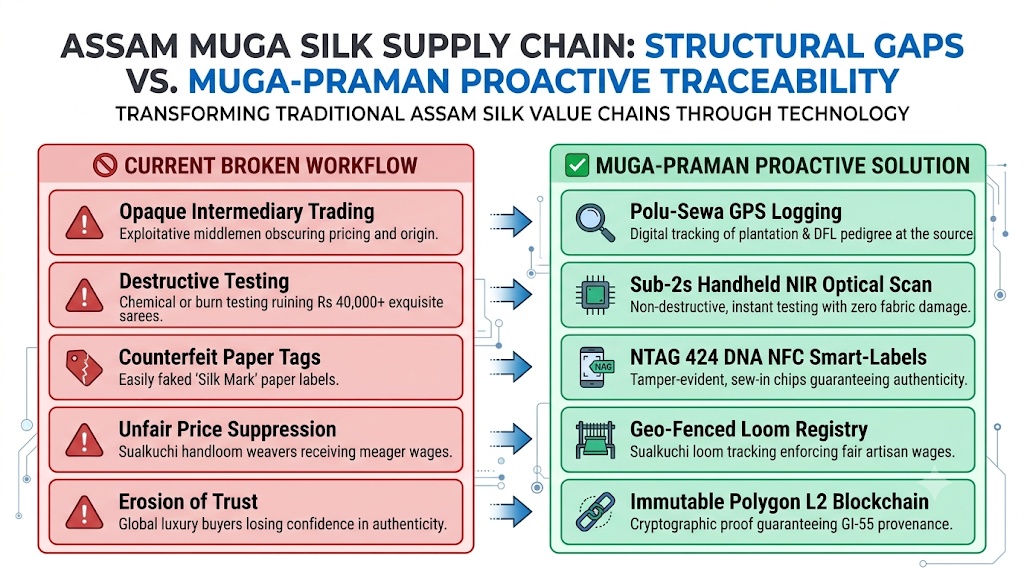 ASSAM MUGA SILK SUPPLY CHAIN: STRUCTURAL GAPS
VS. MUGA-PRAMAN PROACTIVE TRACEABILITY
TRANSFORMING TRADITIONAL ASSAM SILK VALUE CHAINS THROUGH TECHNOLOGY
CURRENT BROKEN WORKFLOW
Opaque Intermediary Trading
Exploitative middlemen obscuring pricing and origin.
Destructive Testing
Chemical or burn testing ruining Rs 40,000+ exquisite
sarees.
Counterfeit Paper Tags
Easily faked 'Silk Mark' paper labels.
Unfair Price Suppression
Sualkuchi handloom weavers receiving meager wages.
Erosion of Trust
Global luxury buyers losing confidence in authenticity.
MUGA-PRAMAN PROACTIVE SOLUTION
Polu-Sewa GPS Logging
Digital tracking of plantation & DFL pedigree at the source.
Sub-2s Handheld NIR Optical Scan
Non-destructive, instant testing with zero fabric damage.
NTAG 424 DNA NFC Smart-Labels
NAG
Tamper-evident, sew-in chips guaranteeing authenticity.
Geo-Fenced Loom Registry
Sualkuchi loom tracking enforcing fair artisan wages.
Immutable Polygon L2 Blockchain
Cryptographic proof guaranteeing GI-55 provenance.